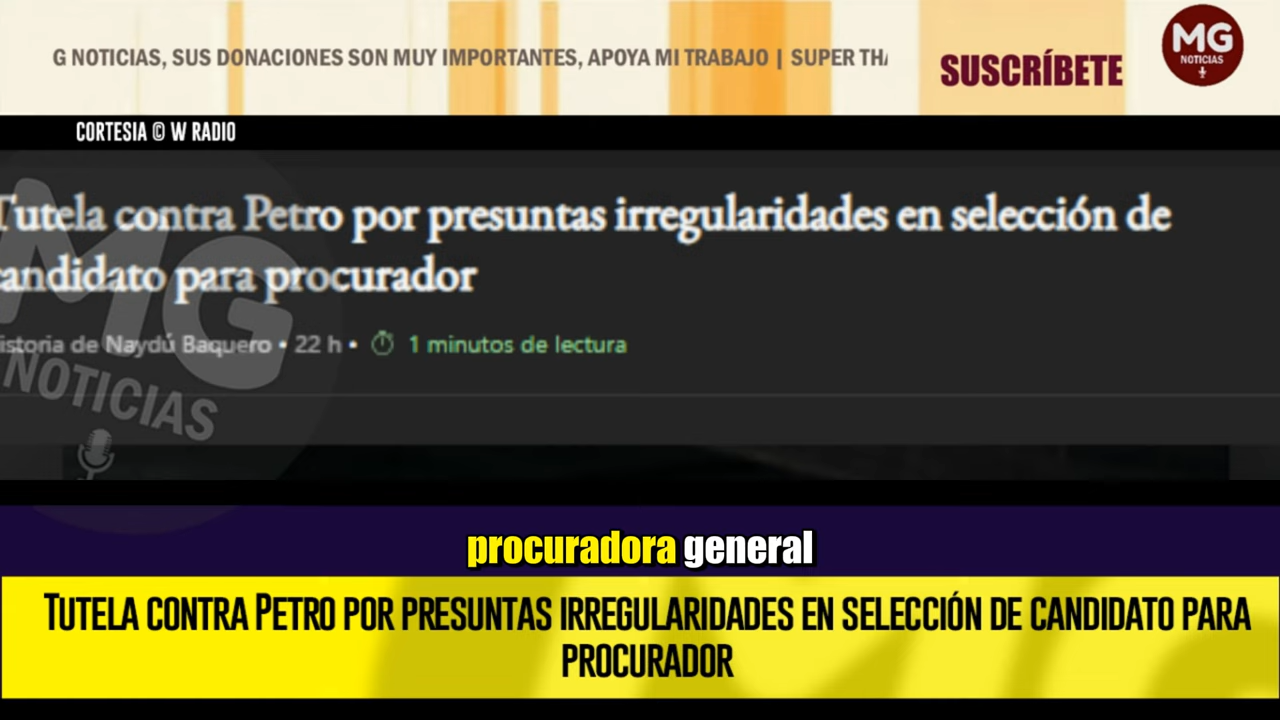 G NOTICIAS, SUS DONACIONES SON MUY IMPORTANTES, APOYA MI TRABAJO | SUPER THA
SUSCRÍBETE
MG
NOTICIAS
CORTESIA © W RADIO
Tutela contra Petro por presuntas irregularidades en selección de
candidato para procurador
istoria de Naydú Baquero • 22 h • 1 minutos de lectura
MG
NOTICIAS
procuradora general
TUTELA CONTRA PETRO POR PRESUNTAS IRREGULARIDADES EN SELECCIÓN DE CANDIDATO PARA
PROCURADOR